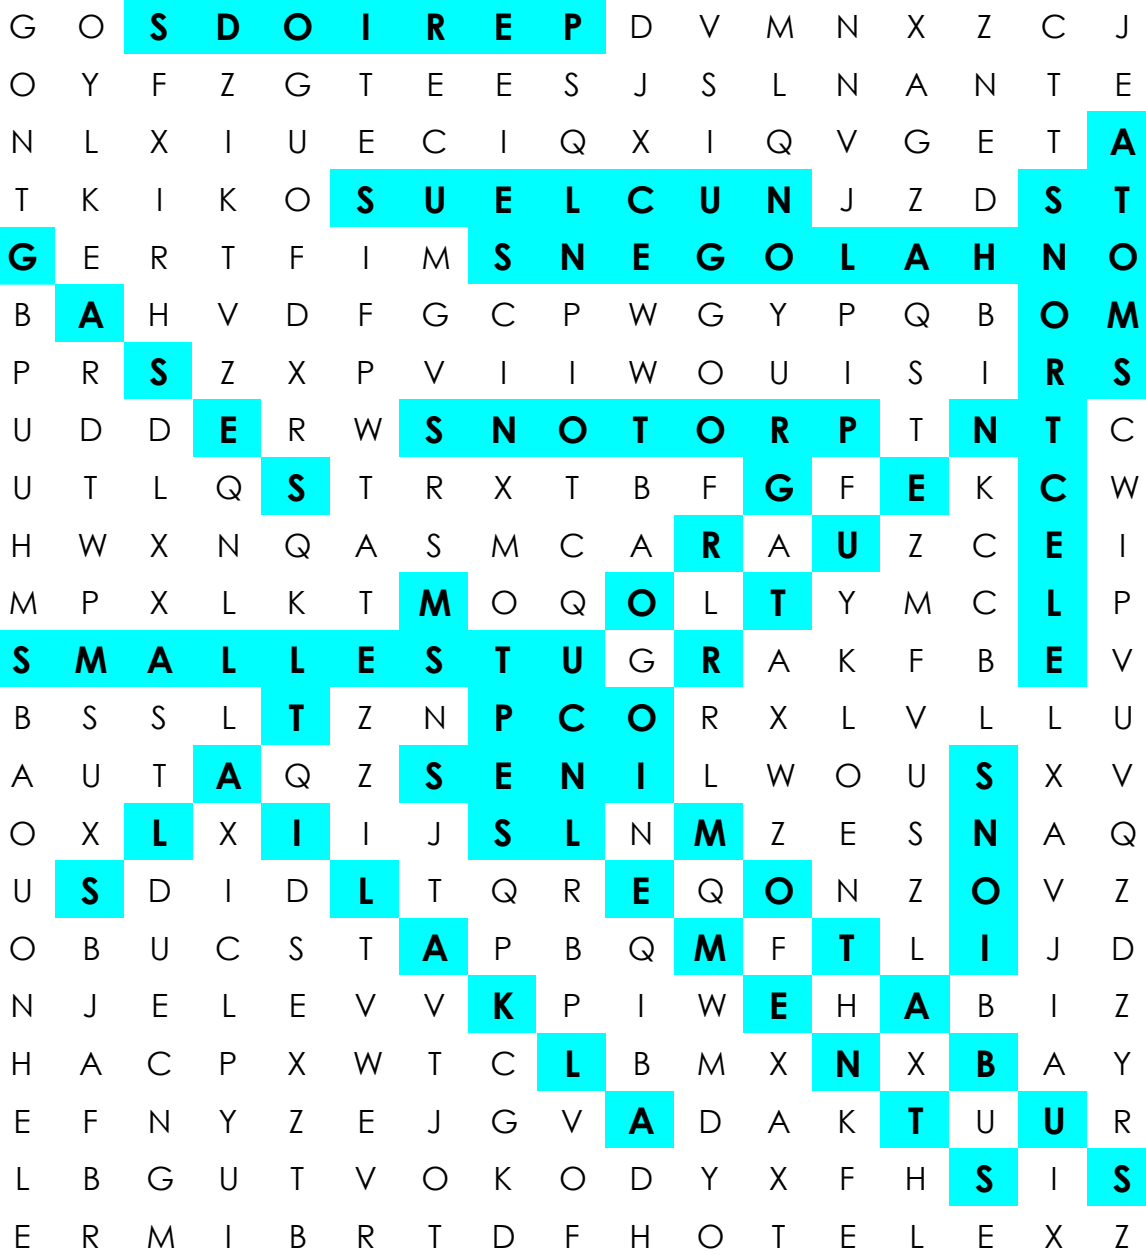 G O S D O I R E P D V M N X Z C J
O Y F Z G T E E S J S L N A N T E
N L X I U E C I Q X I Q V G E T A
T K I K O S U E L C U N J Z D S T
G E R T F I M S N E G O L A H N O
B A H V D F G C P W G Y P Q B O M
P R S Z X P V I I W O U I S I R S
U D D E R W S N O T O R P T N T C
U T L Q S T R X T B F G F E K C W
H W X N Q A S M C A R A U Z C E I
M P X L K T M O Q O L T Y M C L P
S M A L L E S T U G R A K F B E V
B S S L T Z N P C O R X L V L L U
A U T A Q Z S E N I L W O U S X V
O X L X I I J S L N M Z E S N A Q
U S D I D L T Q R E Q O N Z O V Z
O B U C S T A P B Q M F T L I J D
N J E L E V V K P I W E H A B I Z
H A C P X W T C L B M X N X B A Y
E F N Y Z E J G V A D A K T U U R
L B G U T V O K O D Y X F H S I S
E R M I B R T D F H O T E L E X Z